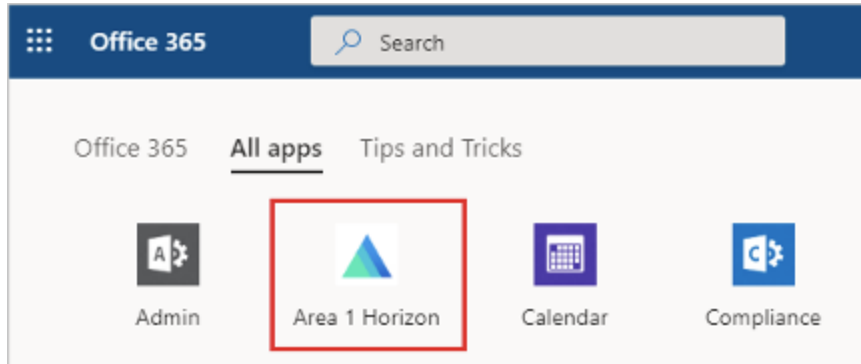 Office 365
Search
Office 365 All apps Tips and Tricks
A
C
Admin Area 1 Horizon Calendar Compliance